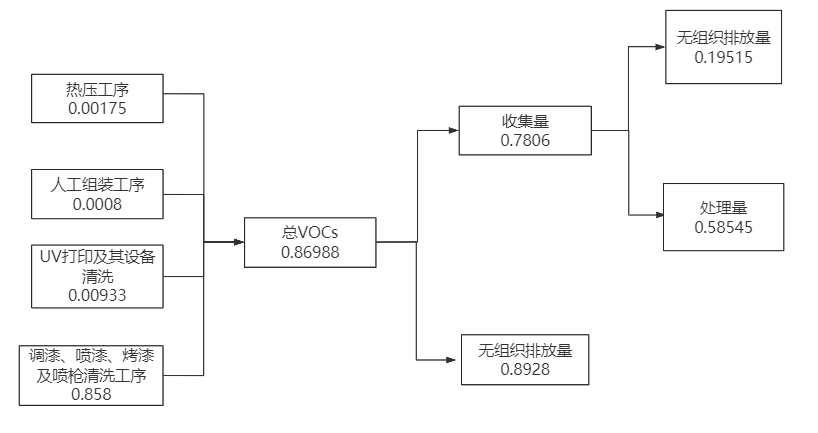 热压工序
0.00175
人工组装工序
0.0008
UV打印及其设备
清洗
0.00933
调漆、喷漆、烤漆
及喷枪清洗工序
0.858
总VOCs
0.86988
收集量
0.7806
无组织排放量
0.8928
无组织排放量
0.19515
处理量
0.58545